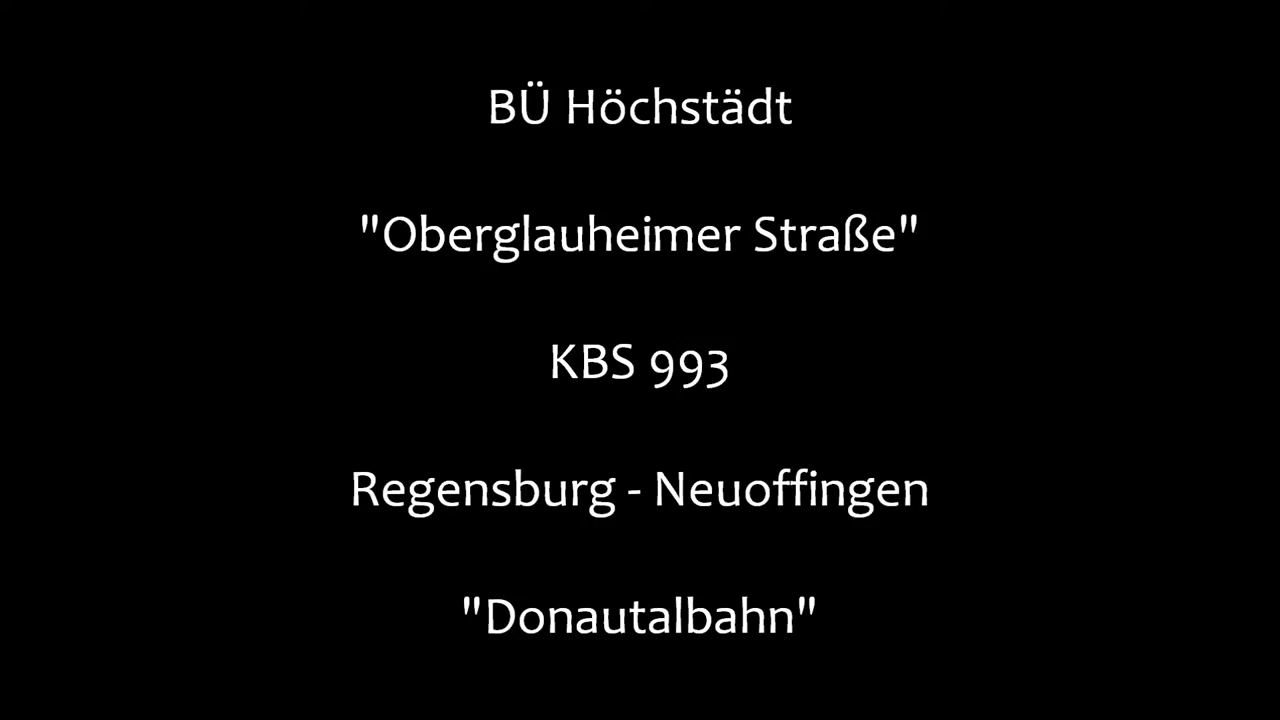 BÜ Höchstädt
"Oberglauheimer Straße"
KBS 993
Regensburg - Neuoffingen
"Donautalbahn"